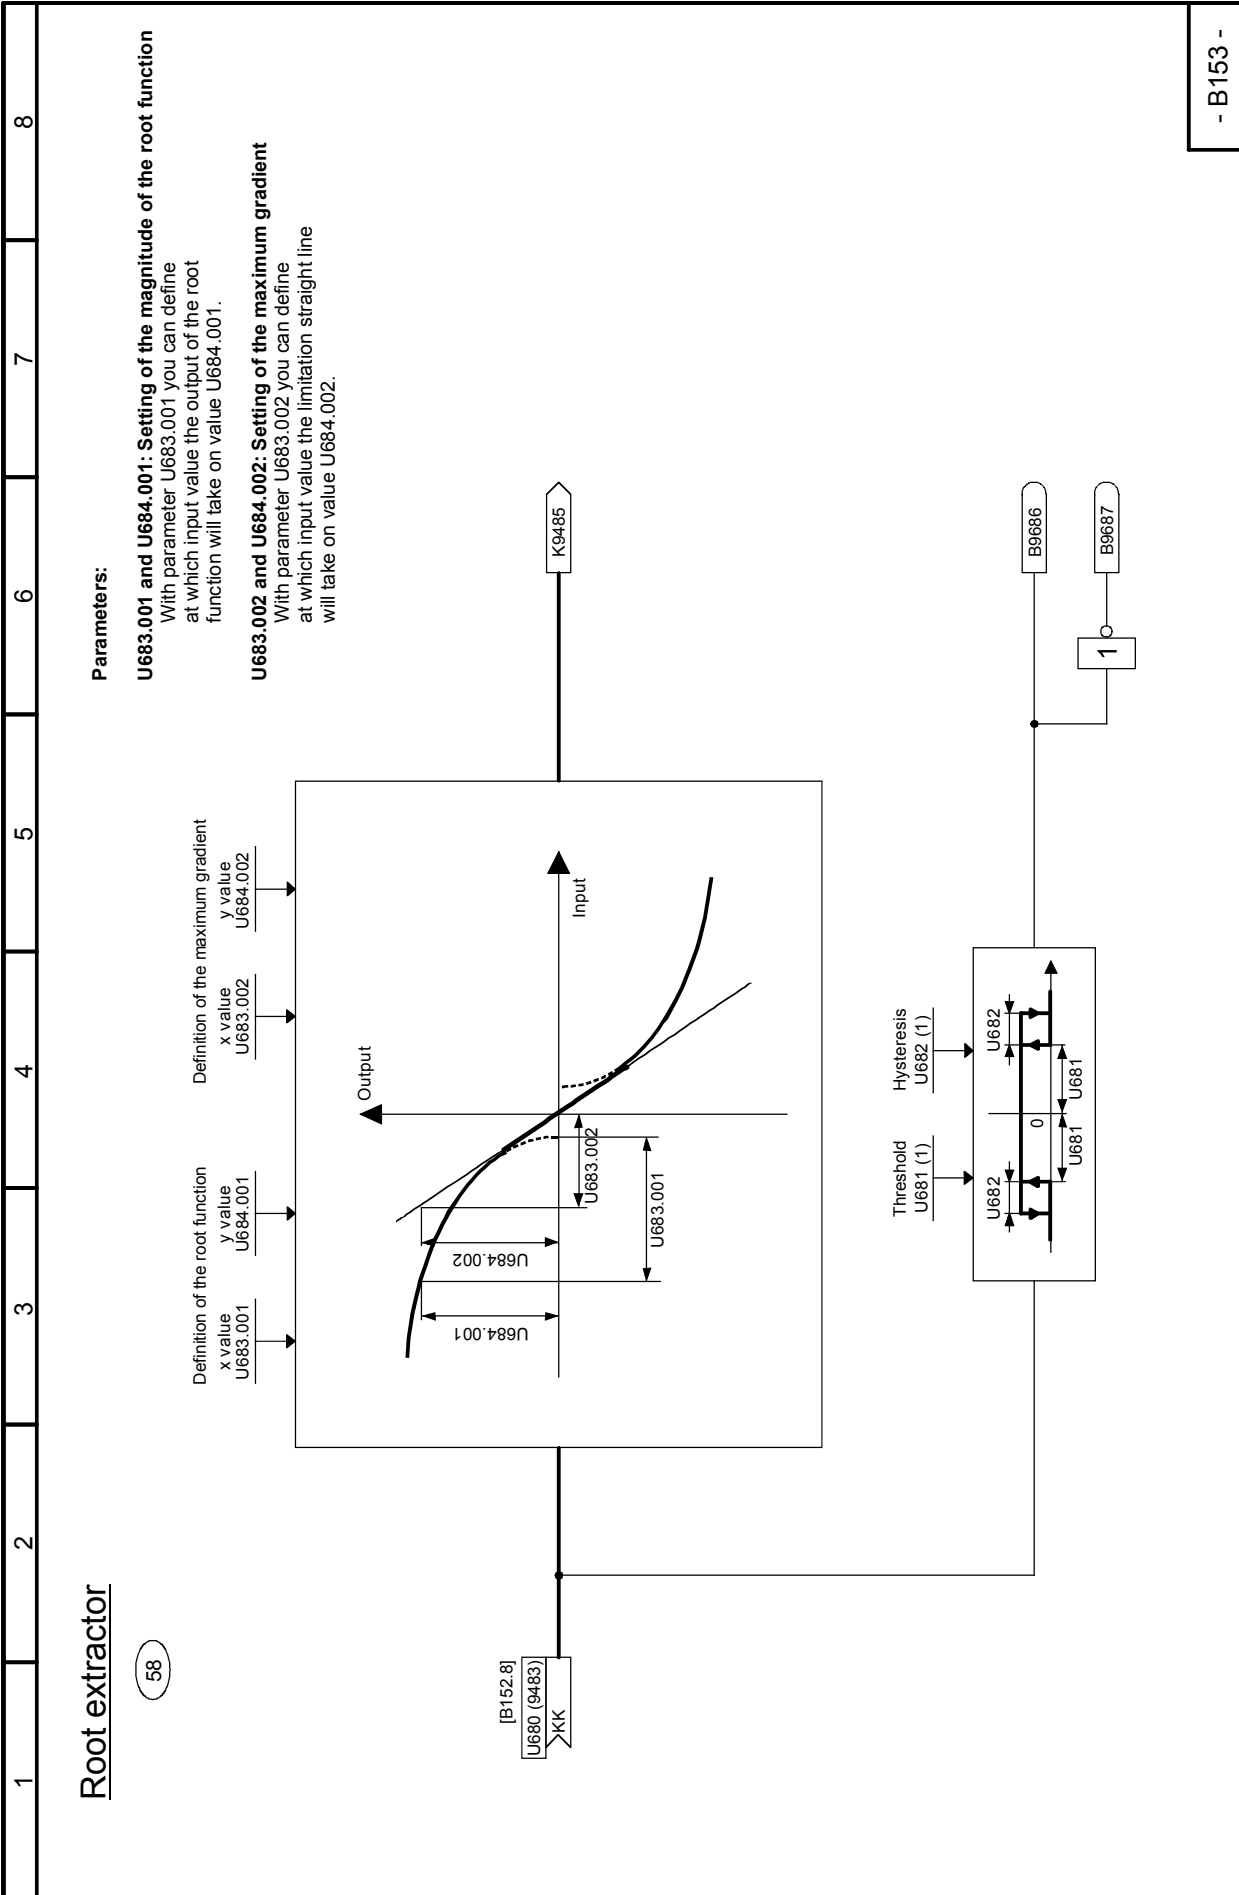 1
2
3
4
5
6
7
8
Root extractor
58
Parameters:
U683.001 and U684.001: Setting of the magnitude of the root function
With parameter U683.001 you can define
at which input value the output of the root
function will take on value U684.001.
U683.002 and U684.002: Setting of the maximum gradient
With parameter U683.002 you can define
at which input value the limitation straight line
will take on value U684.002.
Definition of the root function
x value
U683.001
y value
U684.001
Definition of the maximum gradient
x value
U683.002
y value
U684.002
Output
Input
U684.001
U684.002
U683.002
U683.001
[B152.8]
U680 (9483)
KK
K9485
Threshold
U681 (1)
Hysteresis
U682 (1)
U682
U682
0
U681
U681
1
B9686
B9687
- B153 -